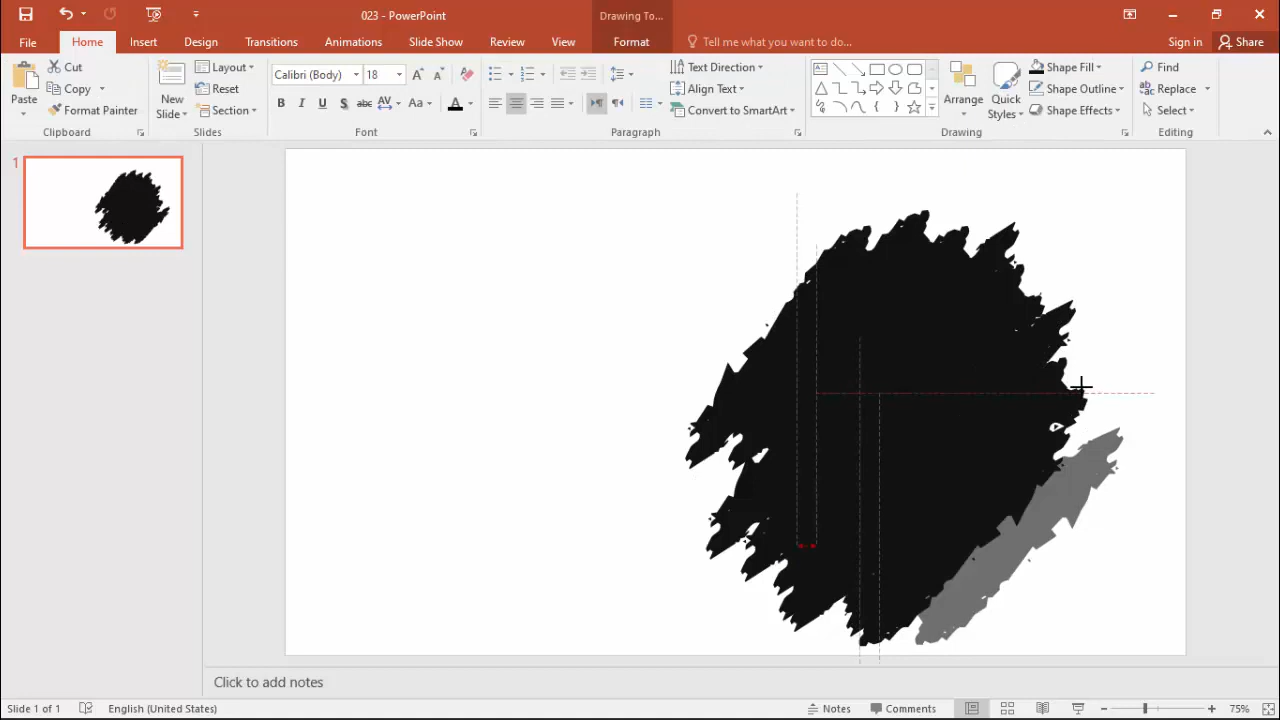 023 - PowerPoint
Drawing To...
File
Home
Insert
Design
Transitions
Animations
Slide Show
Review
View
Format
Tell me what you want to do...
Sign in
Share
Paste
Cut
Copy
Format Painter
Clipboard
New
Slide
Layout
Reset
Section
Slides
Calibri (Body)
18
B
I
U
S
abc
AV
Aa
A
Font
Text Direction
Align Text
Convert to SmartArt
Paragraph
Arrange
Quick
Styles
Shape Fill
Shape Outline
Shape Effects
Drawing
Find
Replace
Select
Editing
1
Click to add notes
Slide 1 of 1
English (United States)
Notes
Comments
75%